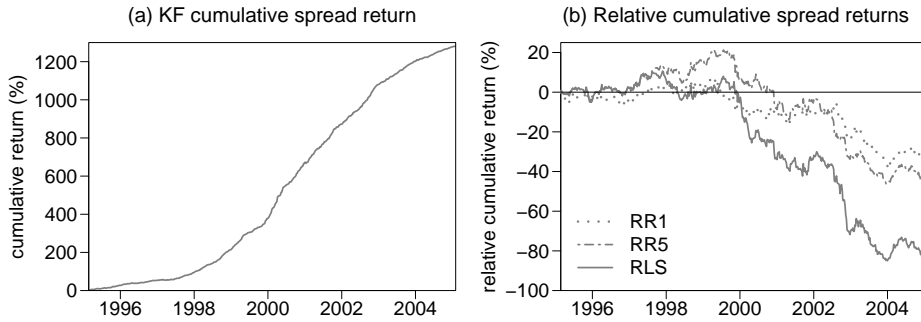 (a) KF cumulative spread return
cumulative return (%)
1200
1000
800
600
400
200
0
1996 1998 2000 2002 2004
(b) Relative cumulative spread returns
relative cumulative return (%)
20
0
−20
−40
−60
−80
−100
RR1
RR5
RLS
1996 1998 2000 2002 2004